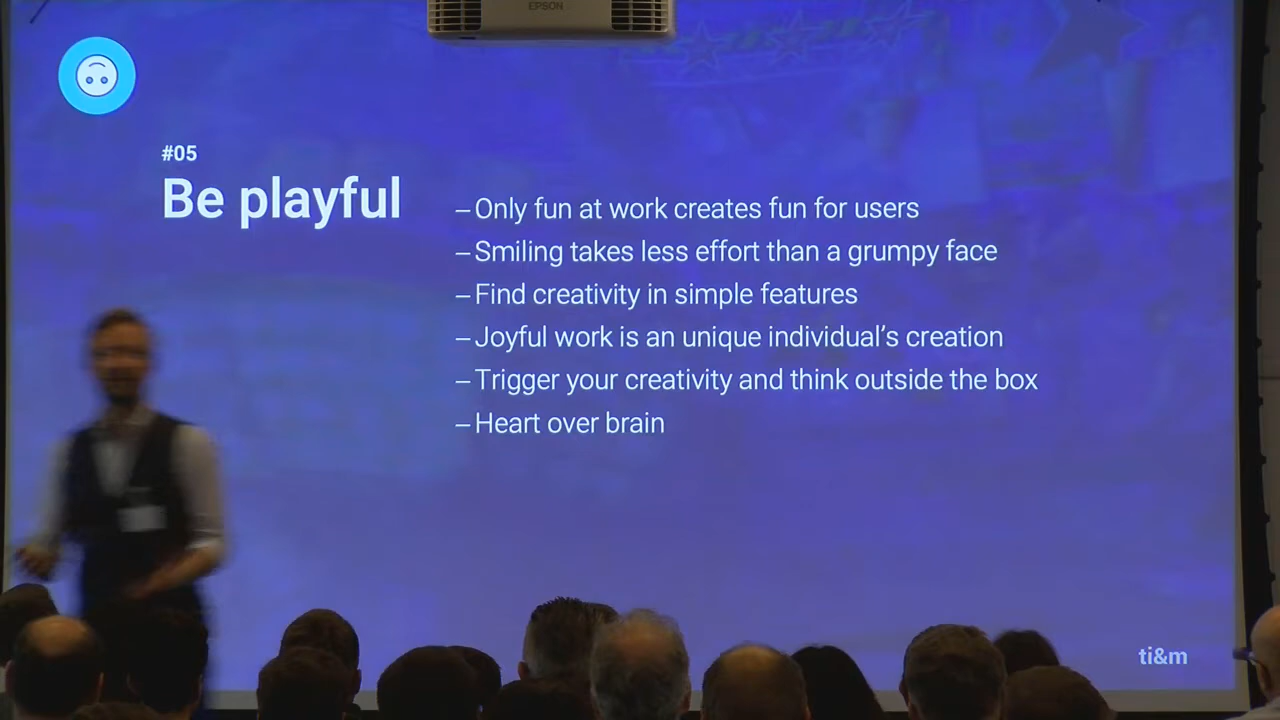 EPSON
#05
Be playful
– Only fun at work creates fun for users
– Smiling takes less effort than a grumpy face
– Find creativity in simple features
– Joyful work is an unique individual’s creation
– Trigger your creativity and think outside the box
– Heart over brain
ti&m